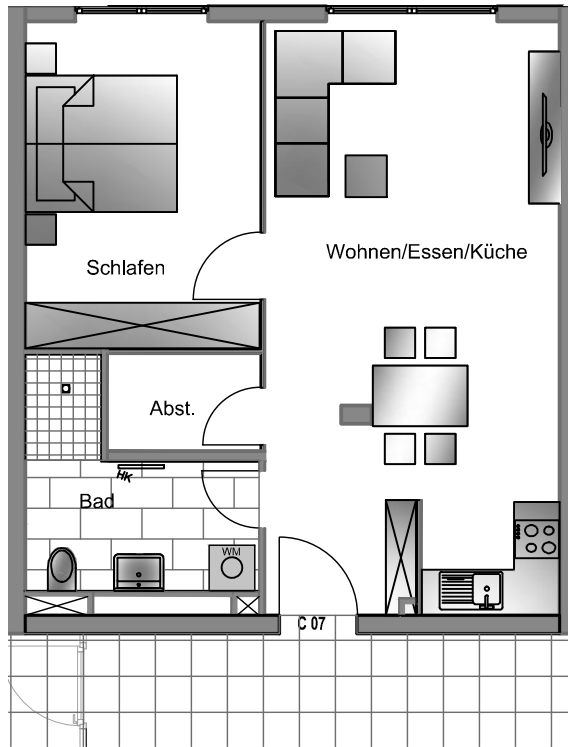 Schlafen
Wohnen/Essen/Küche
Abst.
HK
Bad
WM
C 07